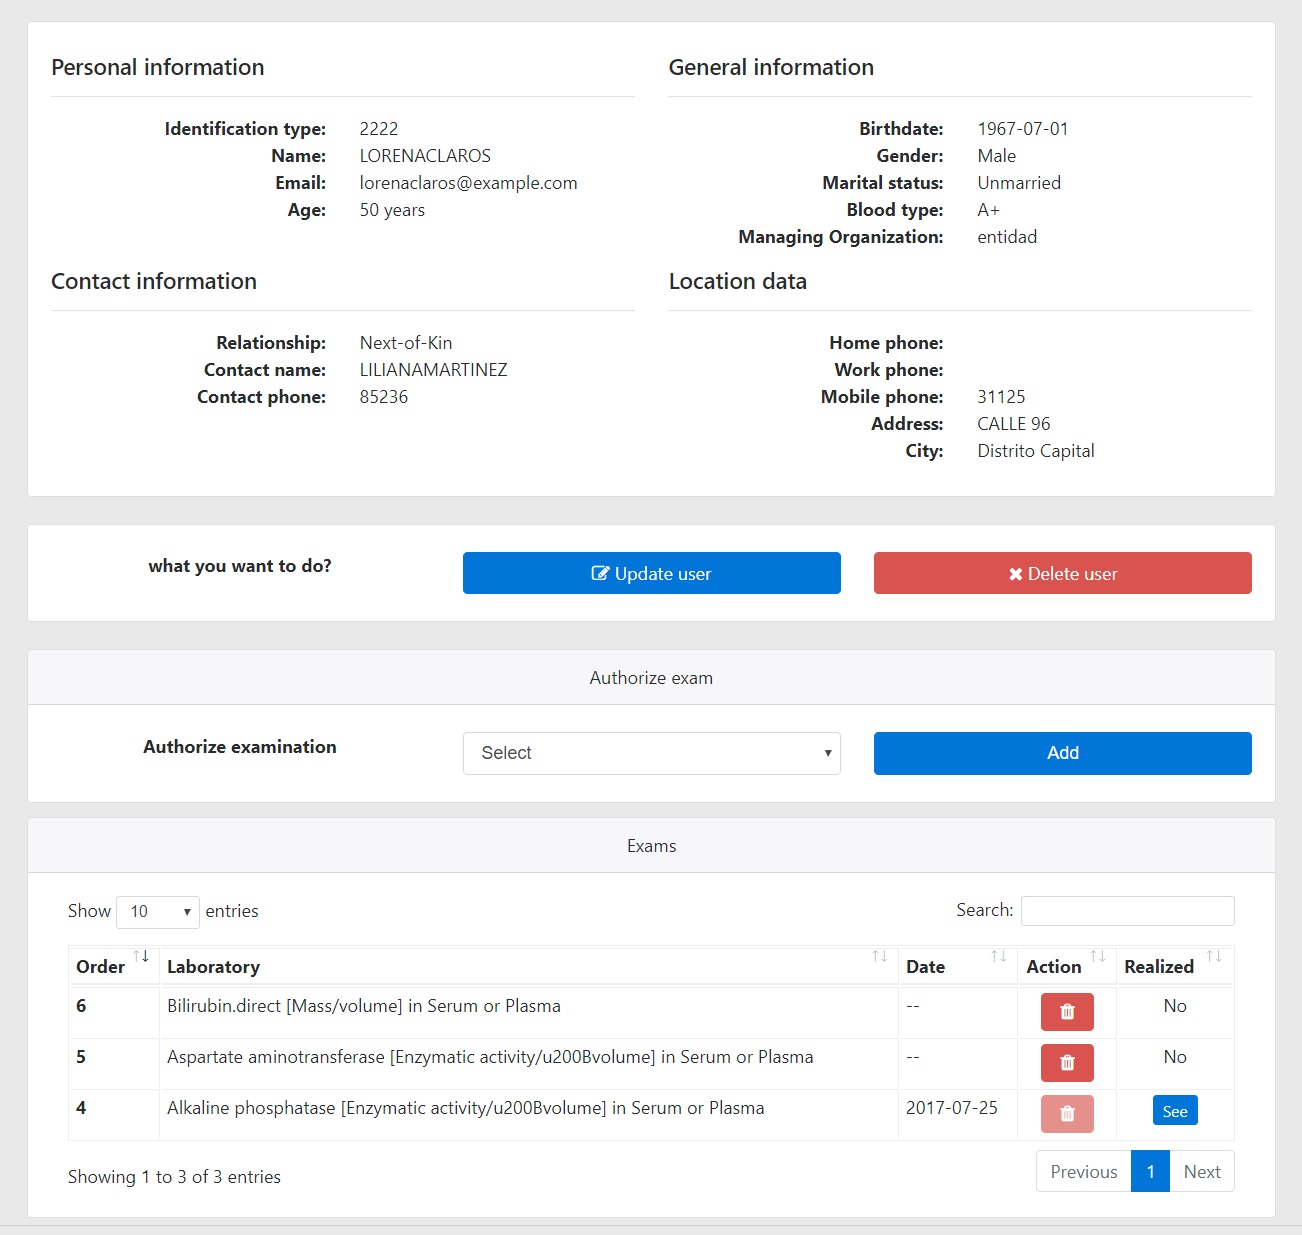 Personal information
Identification type: 2222
Name: LORENACLAROS
Email: lorenaclaros@example.com
Age: 50 years
General information
Birthdate: 1967-07-01
Gender: Male
Marital status: Unmarried
Blood type: A+
Managing Organization: entidad
Contact information
Relationship: Next-of-Kin
Contact name: LILIANAMARTINEZ
Contact phone: 85236
Location data
Home phone:
Work phone:
Mobile phone: 31125
Address: CALLE 96
City: Distrito Capital
what you want to do? Update user Delete user
Authorize exam
Authorize examination Select Add
Exams
Show 10 entries Search:
Order Laboratory Date Action Realized
6 Bilirubin.direct [Mass/volume] in Serum or Plasma -- No
5 Aspartate aminotransferase [Enzymatic activity/u200Bvolume] in Serum or Plasma -- No
4 Alkaline phosphatase [Enzymatic activity/u200Bvolume] in Serum or Plasma 2017-07-25 See
Showing 1 to 3 of 3 entries Previous 1 Next